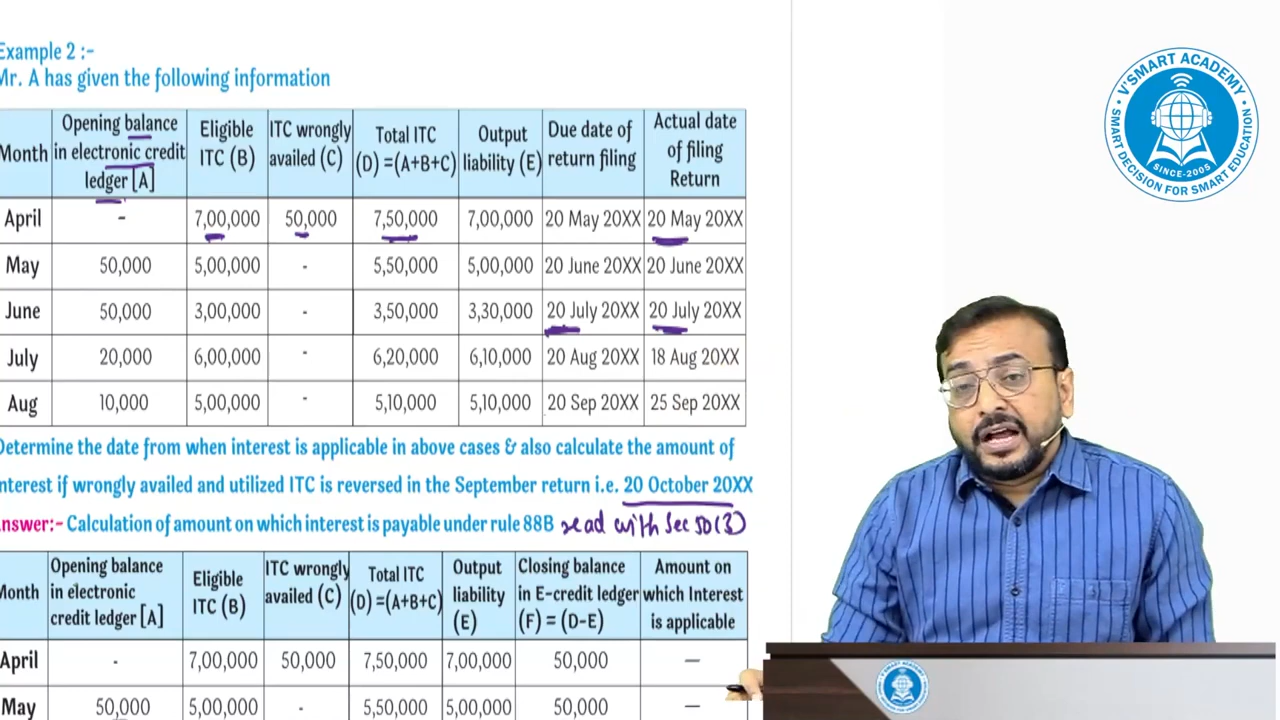 Example 2 :-
Mr. A has given the following information
Month Opening balance in electronic credit ledger [A] Eligible ITC (B) ITC wrongly availed (C) Total ITC (D) =(A+B+C) Output liability (E) Due date of return filing Actual date of filing Return
April - 7,00,000 50,000 7,50,000 7,00,000 20 May 20XX 20 May 20XX
May 50,000 5,00,000 - 5,50,000 5,00,000 20 June 20XX 20 June 20XX
June 50,000 3,00,000 - 3,50,000 3,30,000 20 July 20XX 20 July 20XX
July 20,000 6,00,000 - 6,20,000 6,10,000 20 Aug 20XX 18 Aug 20XX
Aug 10,000 5,00,000 - 5,10,000 5,10,000 20 Sep 20XX 25 Sep 20XX
Determine the date from when interest is applicable in above cases & also calculate the amount of
interest if wrongly availed and utilized ITC is reversed in the September return i.e. 20 October 20XX
Answer:- Calculation of amount on which interest is payable under rule 88B read with Sec 50(3)
Month Opening balance in electronic credit ledger [A] Eligible ITC (B) ITC wrongly availed (C) Total ITC (D) =(A+B+C) Output liability (E) Closing balance in E-credit ledger (F) = (D-E) Amount on which Interest is applicable
April - 7,00,000 50,000 7,50,000 7,00,000 50,000 —
May 50,000 5,00,000 - 5,50,000 5,00,000 50,000 —
V'SMART ACADEMY
SINCE-2005
SMART DECISION FOR SMART EDUCATION